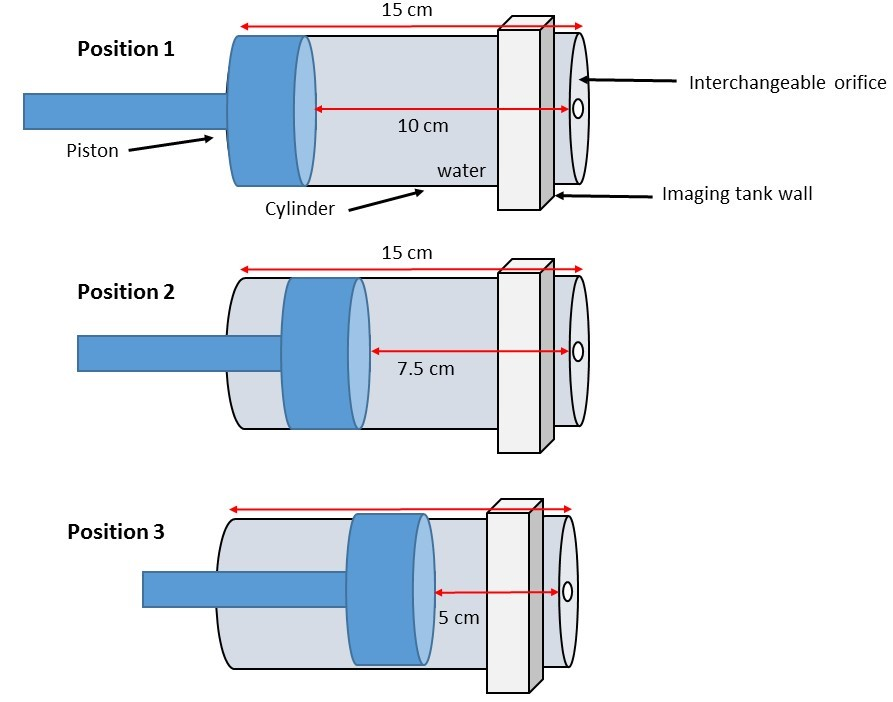 15 cm
Position 1
Interchangeable orifice
10 cm
Piston
water
Imaging tank wall
Cylinder
15 cm
Position 2
7.5 cm
Position 3
5 cm